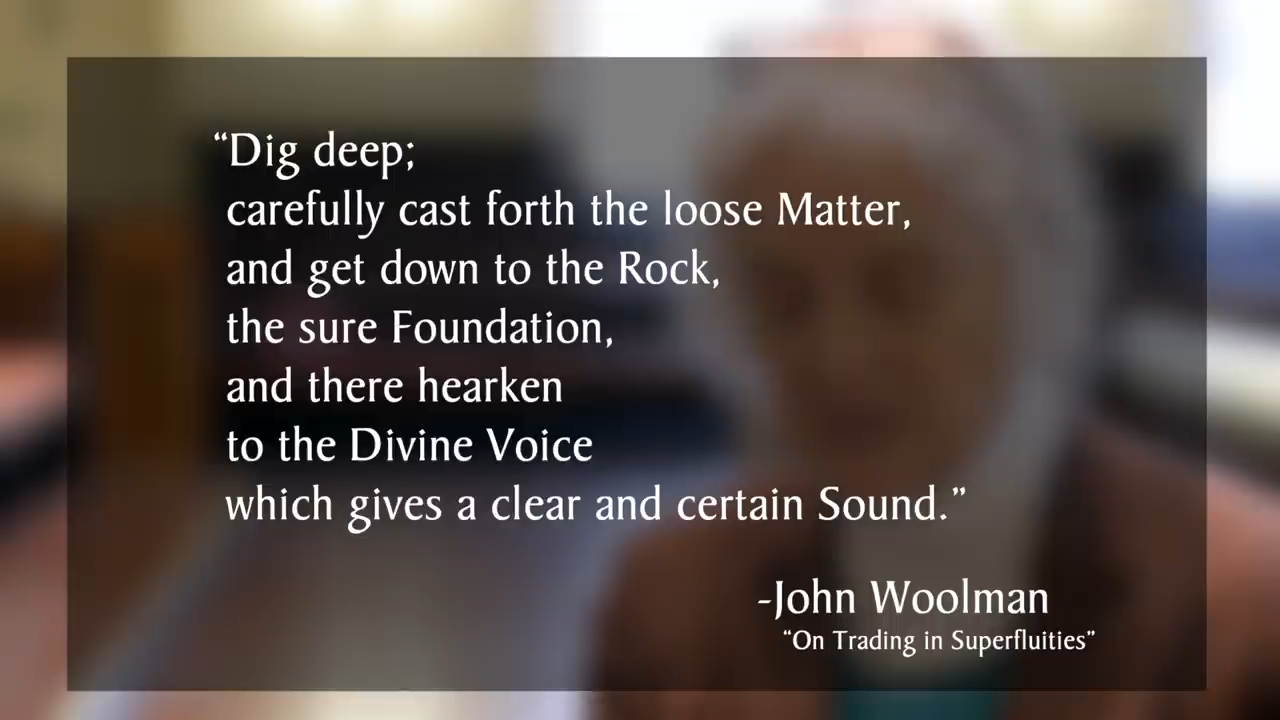 “Dig deep;
carefully cast forth the loose Matter,
and get down to the Rock,
the sure Foundation,
and there hearken
to the Divine Voice
which gives a clear and certain Sound.”
-John Woolman
“On Trading in Superfluities”